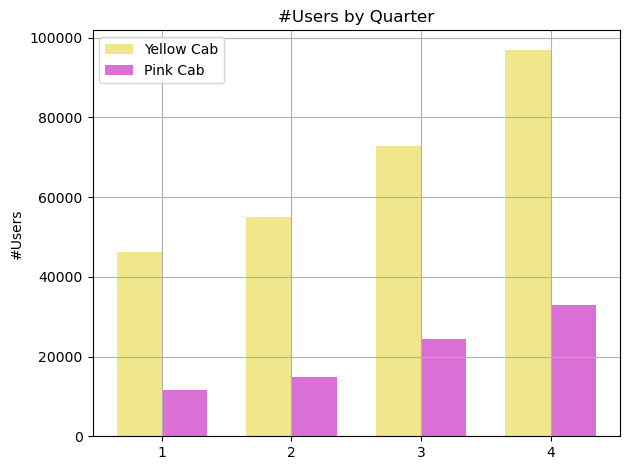 #Users by Quarter
Yellow Cab
Pink Cab
100000
80000
60000
40000
20000
0
#Users
1 2 3 4